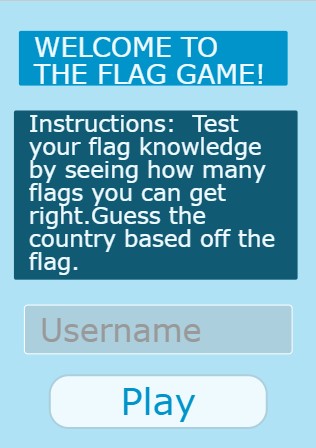 WELCOME TO
THE FLAG GAME!
Instructions:  Test
your flag knowledge
by seeing how many
flags you can get
right.Guess the
country based off the
flag.
Username
Play